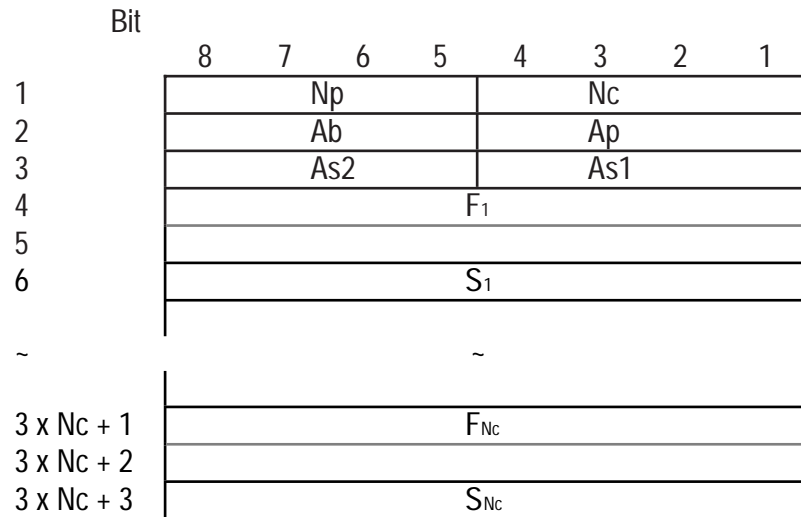 Bit
8 7 6 5 4 3 2 1
1 Np Nc
2 Ab Ap
3 As2 As1
4 F1
5
6 S1
~ ~
3 x Nc + 1 FNc
3 x Nc + 2
3 x Nc + 3 SNc